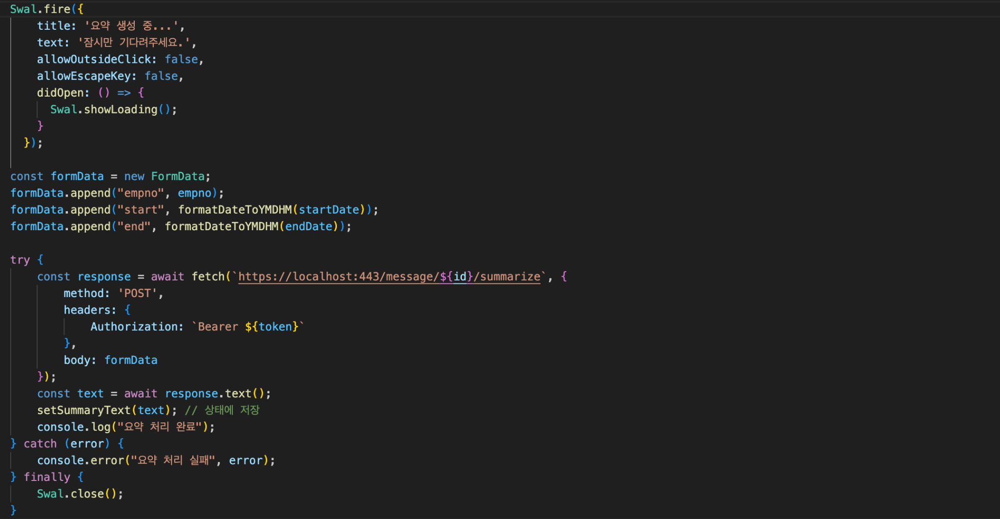 Swal.fire({
    title: '요약 생성 중...',
    text: '잠시만 기다려주세요.',
    allowOutsideClick: false,
    allowEscapeKey: false,
    didOpen: () => {
      Swal.showLoading();
    }
  });

const formData = new FormData;
formData.append("empno", empno);
formData.append("start", formatDateToYMDHM(startDate));
formData.append("end", formatDateToYMDHM(endDate));

try {
    const response = await fetch(`https://localhost:443/message/${id}/summarize`, {
        method: 'POST',
        headers: {
            Authorization: `Bearer ${token}`
        },
        body: formData
    });
    const text = await response.text();
    setSummaryText(text); // 상태에 저장
    console.log("요약 처리 완료");
} catch (error) {
    console.error("요약 처리 실패", error);
} finally {
    Swal.close();
}